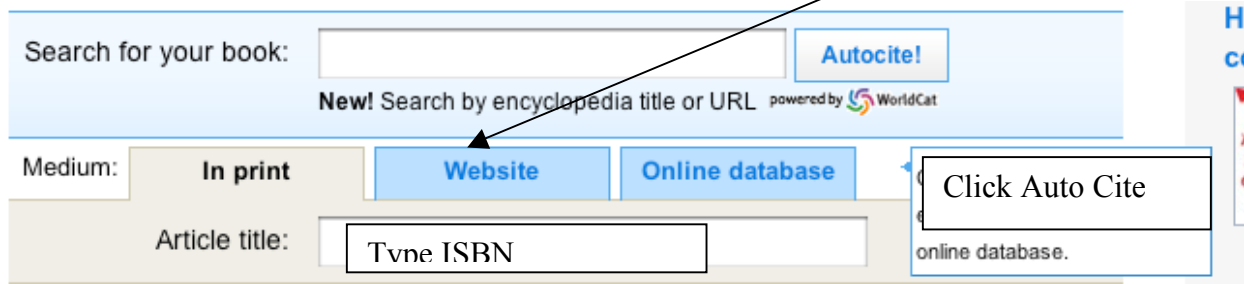 Search for your book:
Autocite!
New! Search by encyclopedia title or URL powered by WorldCat
Medium: In print Website Online database
Click Auto Cite
online database.
Article title:
Type ISBN